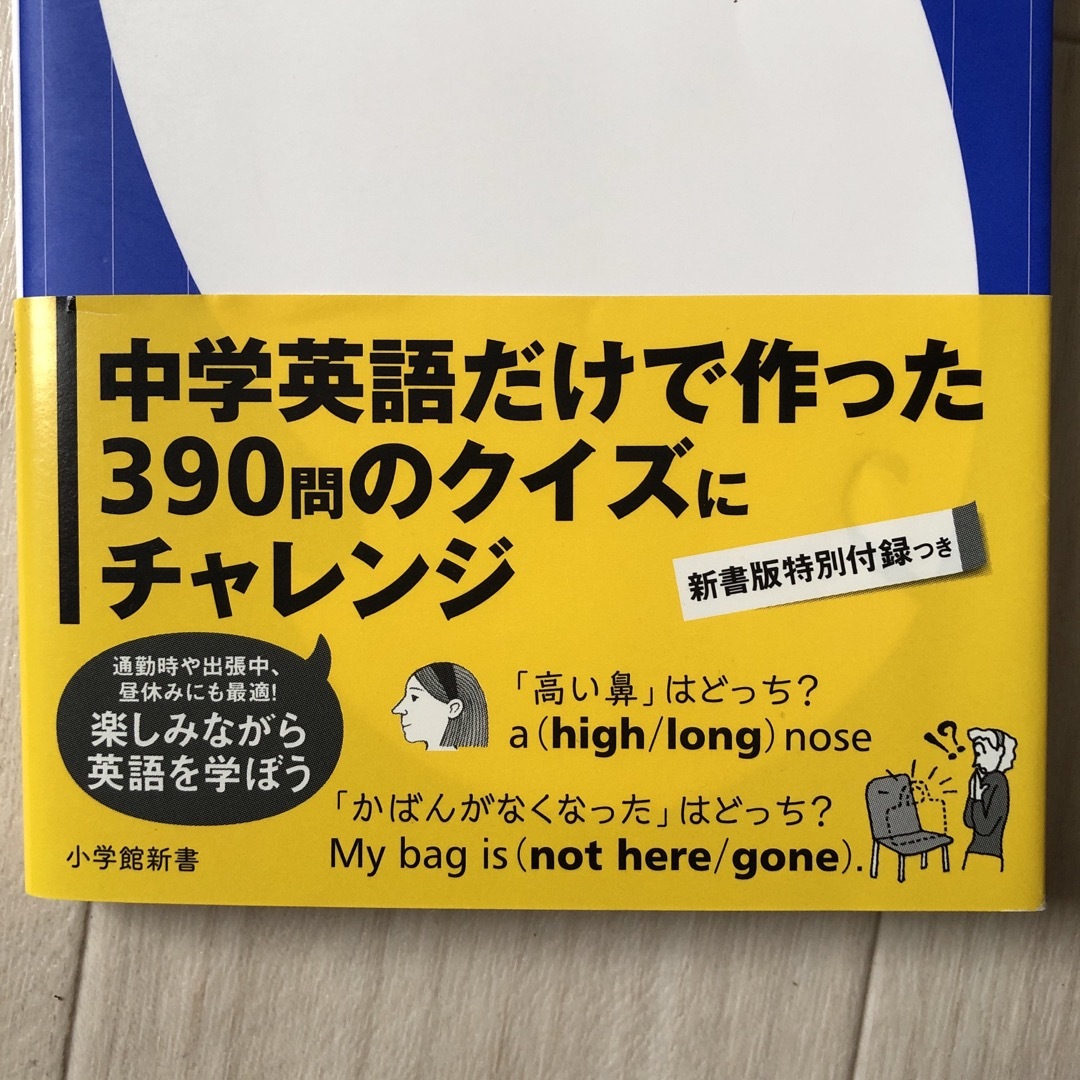 中学英語だけで作った
390問のクイズに
チャレンジ
新書版特別付録つき
通勤時や出張中、
昼休みにも最適!
楽しみながら
英語を学ぼう
「高い鼻」はどっち?
a(high/long)nose
「かばんがなくなった」はどっち?
My bag is(not here/gone).
!?
小学館新書